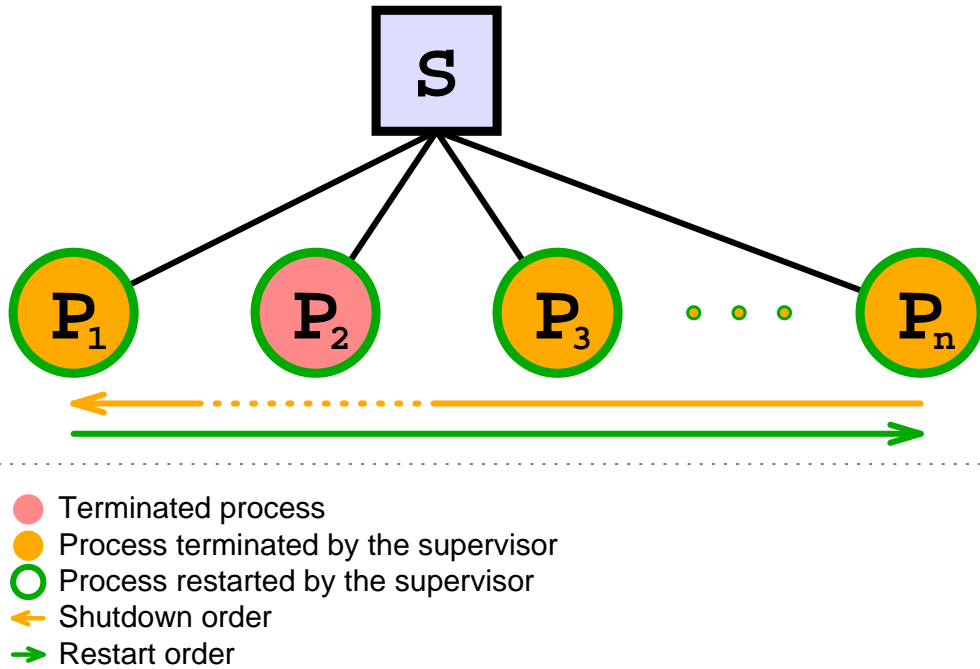 S
P1 P2 P3 Pn
Terminated process
Process terminated by the supervisor
Process restarted by the supervisor
Shutdown order
Restart order